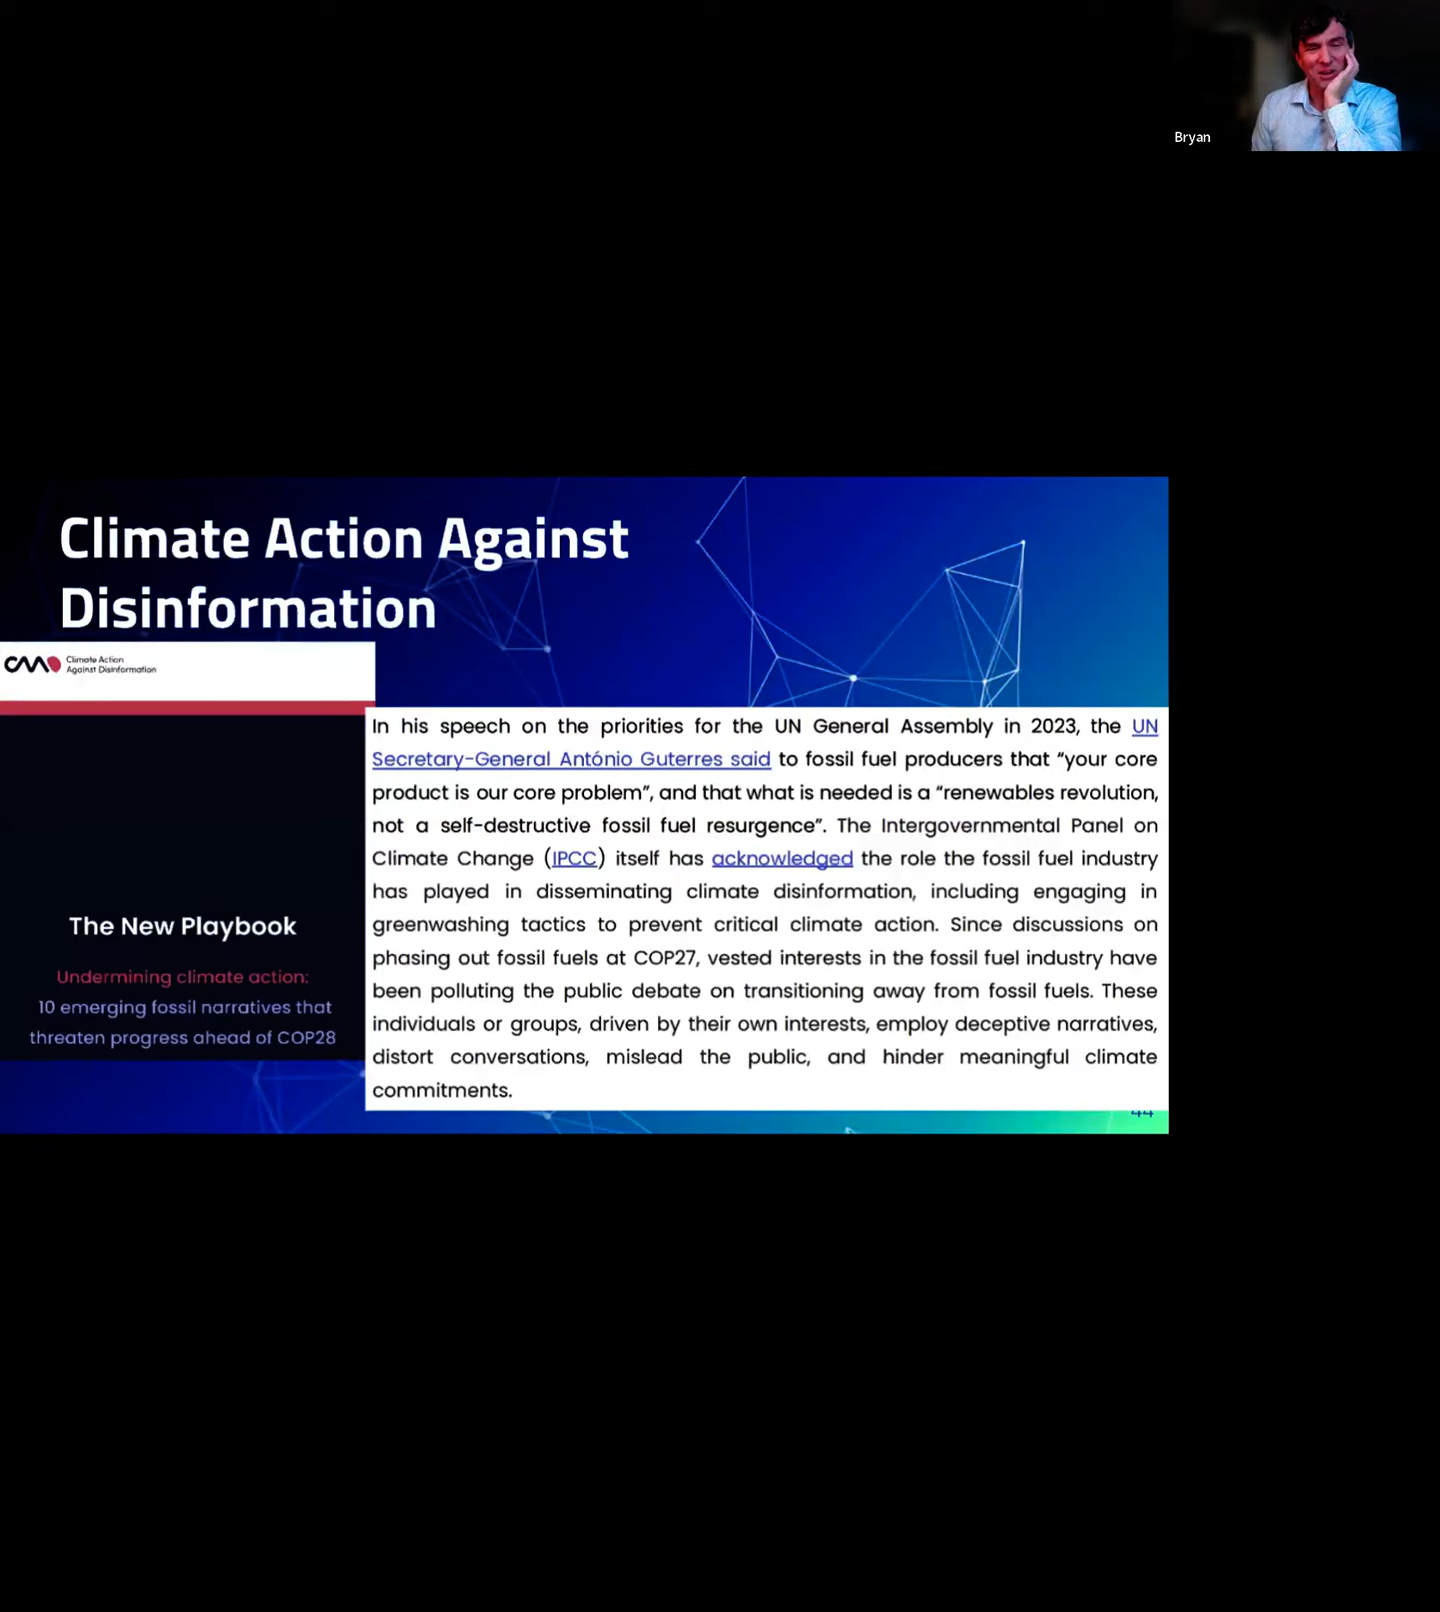 Bryan
Climate Action Against
Disinformation
Climate Action
Against Disinformation
The New Playbook
Undermining climate action:
10 emerging fossil narratives that
threaten progress ahead of COP28
In his speech on the priorities for the UN General Assembly in 2023, the UN
Secretary-General António Guterres said to fossil fuel producers that “your core
product is our core problem”, and that what is needed is a “renewables revolution,
not a self-destructive fossil fuel resurgence”. The Intergovernmental Panel on
Climate Change (IPCC) itself has acknowledged the role the fossil fuel industry
has played in disseminating climate disinformation, including engaging in
greenwashing tactics to prevent critical climate action. Since discussions on
phasing out fossil fuels at COP27, vested interests in the fossil fuel industry have
been polluting the public debate on transitioning away from fossil fuels. These
individuals or groups, driven by their own interests, employ deceptive narratives,
distort conversations, mislead the public, and hinder meaningful climate
commitments.
44